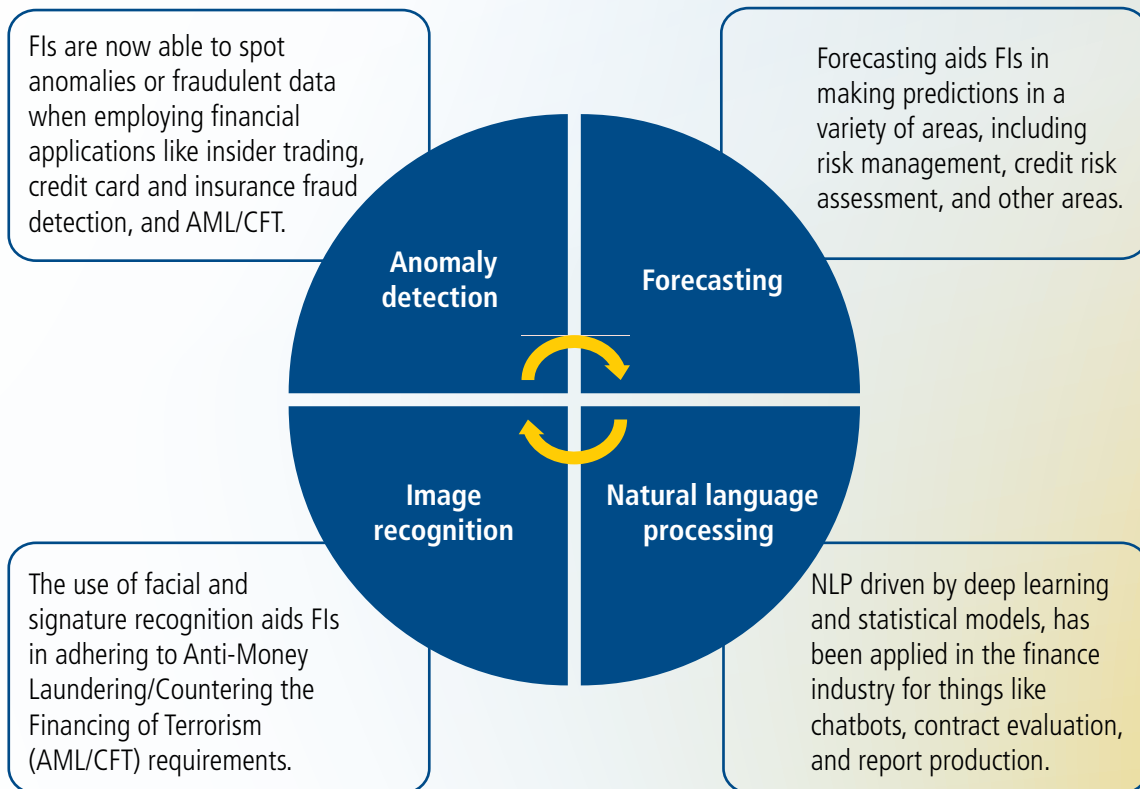 FIs are now able to spot
anomalies or fraudulent data
when employing financial
applications like insider trading,
credit card and insurance fraud
detection, and AML/CFT.
Forecasting aids FIs in
making predictions in a
variety of areas, including
risk management, credit risk
assessment, and other areas.
Anomaly
detection
Forecasting
Image
recognition
Natural language
processing
The use of facial and
signature recognition aids FIs
in adhering to Anti-Money
Laundering/Countering the
Financing of Terrorism
(AML/CFT) requirements.
NLP driven by deep learning
and statistical models, has
been applied in the finance
industry for things like
chatbots, contract evaluation,
and report production.